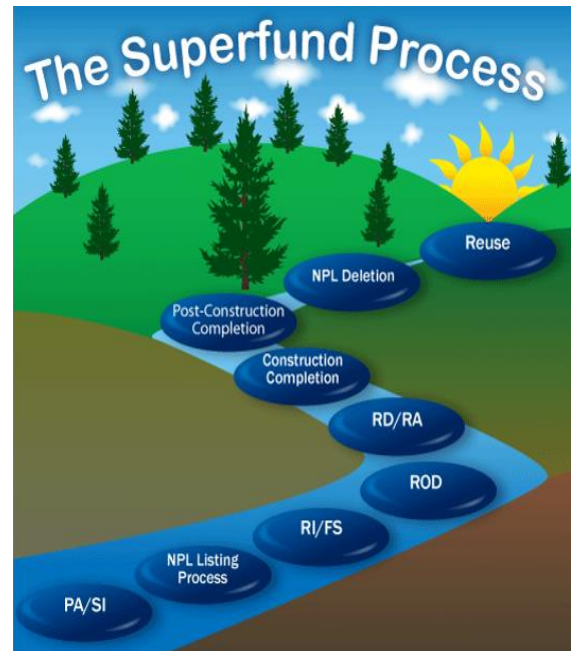 The Superfund Process
Reuse
NPL Deletion
Post-Construction
Completion
Construction
Completion
RD/RA
ROD
RI/FS
NPL Listing
Process
PA/SI